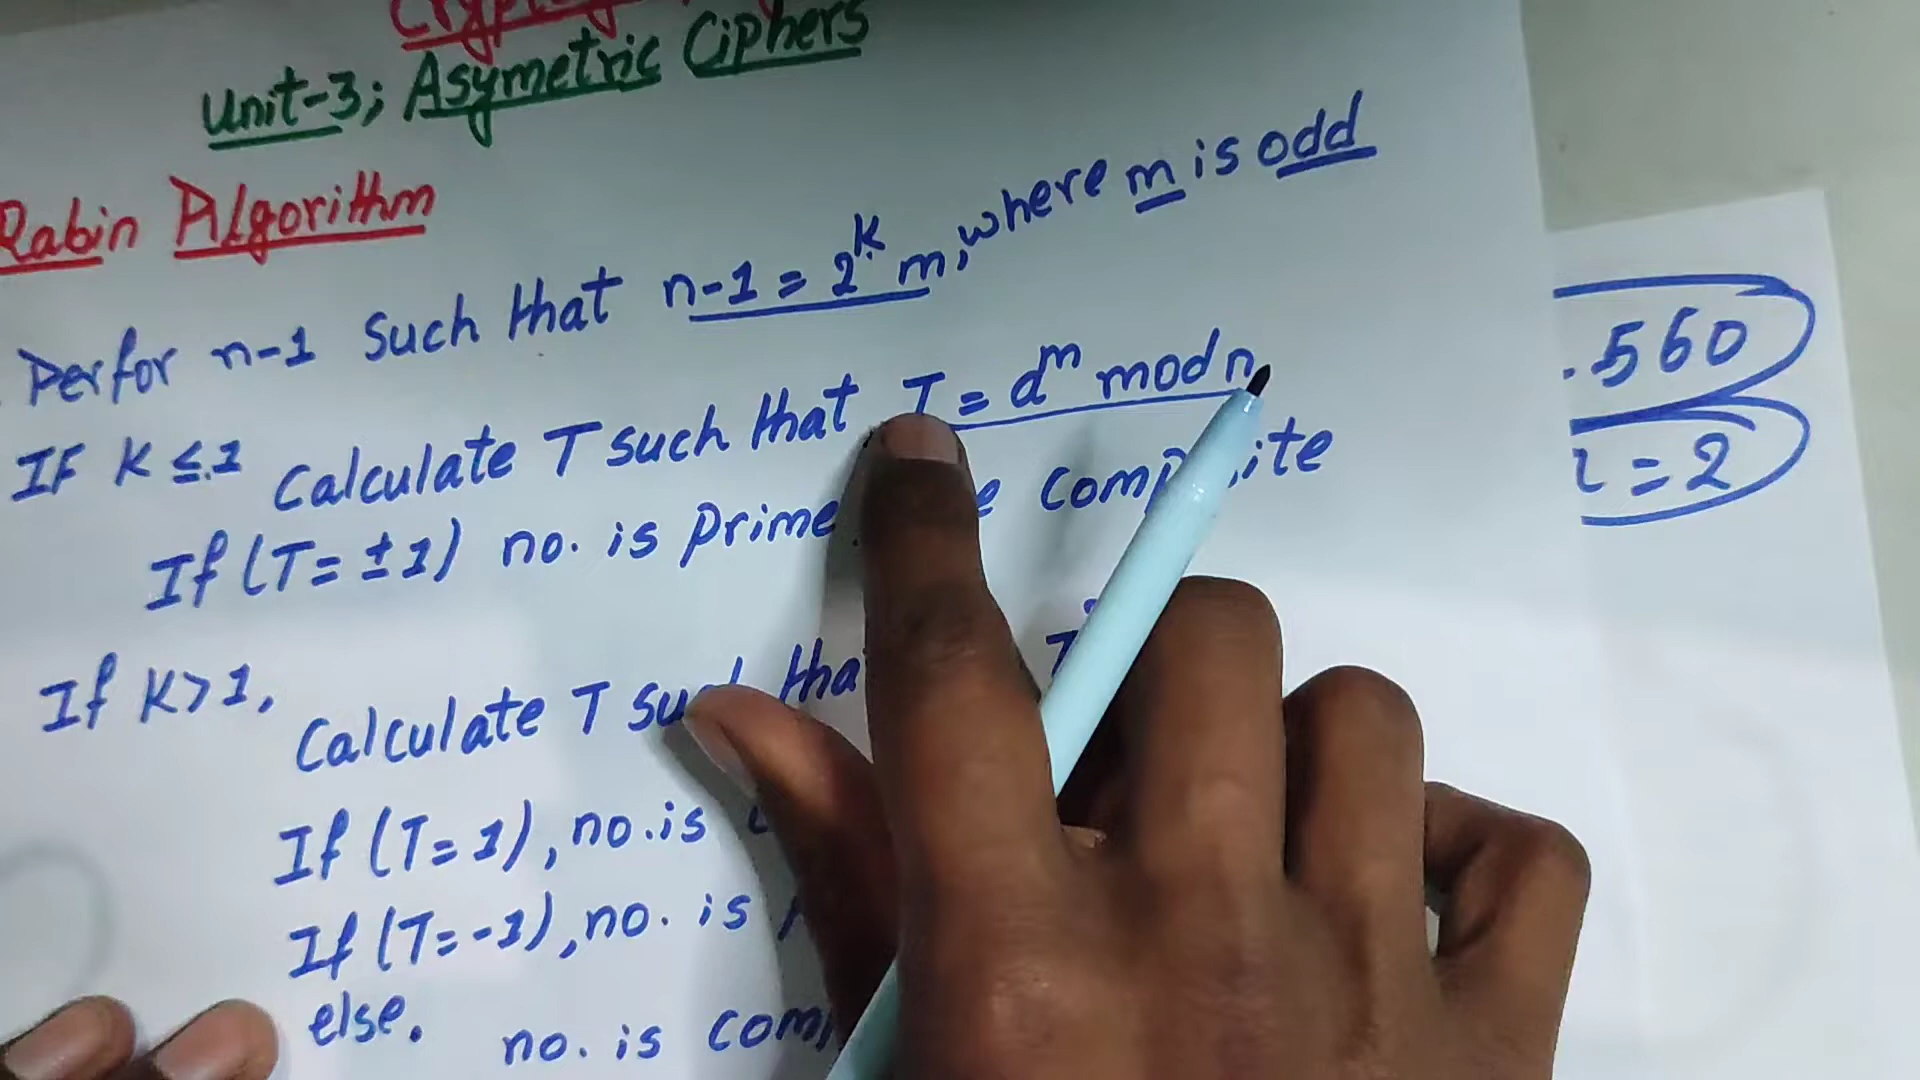 Unit-3; Asymetric Ciphers
Rabin Algorithm
Perfor n-1 such that n-1 = 2^k m, where m is odd
If K ≤ 1 Calculate T such that T = d^m mod n
If (T = ±1) no. is prime
If K > 1, Calculate T such
If (T = 1), no. is
If (T = -1), no. is
else.
no. is
.560
= 2